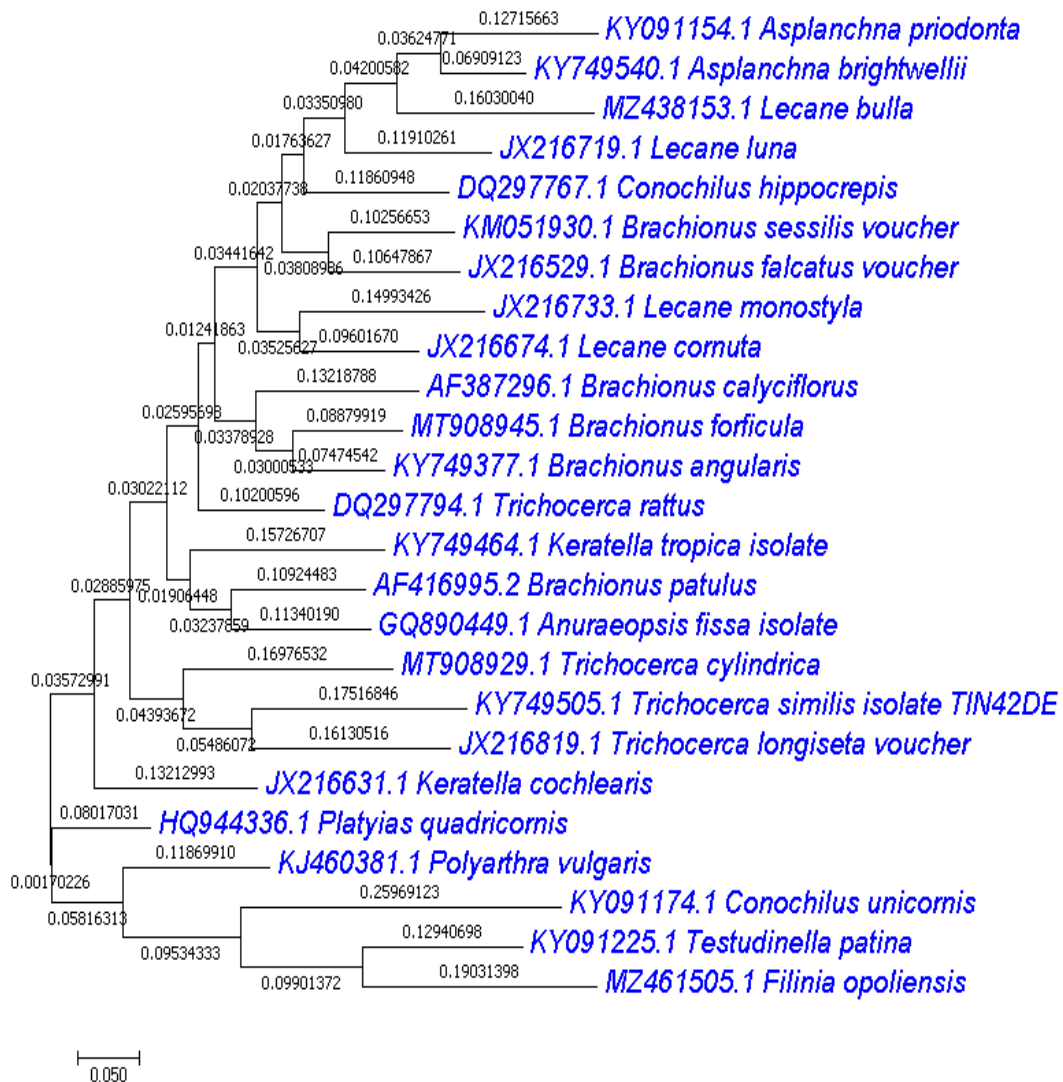 0.12715663
KY091154.1 Asplanchna priodonta
0.03624771
0.06909123
KY749540.1 Asplanchna brightwellii
0.04200582
0.16030040
MZ438153.1 Lecane bulla
0.03350980
0.11910261
JX216719.1 Lecane luna
0.01763627
0.11860948
DQ297767.1 Conochilus hippocrepis
0.02037738
0.10256653
KM051930.1 Brachionus sessilis voucher
0.03441642
0.03808986
0.10647867
JX216529.1 Brachionus falcatus voucher
0.14993426
JX216733.1 Lecane monostyla
0.01241863
0.03525627
0.09601670
JX216674.1 Lecane cornuta
0.13218788
AF387296.1 Brachionus calyciflorus
0.02595598
0.08879919
MT908945.1 Brachionus forficula
0.03378928
0.03000533
0.07474542
KY749377.1 Brachionus angularis
0.03022112
0.10200596
DQ297794.1 Trichocerca rattus
0.15726707
KY749464.1 Keratella tropica isolate
0.02885975
0.01906448
0.10924483
AF416995.2 Brachionus patulus
0.03237859
0.11340190
GQ890449.1 Anuraeopsis fissa isolate
0.16976532
MT908929.1 Trichocerca cylindrica
0.03572991
0.04393672
0.17516846
KY749505.1 Trichocerca similis isolate TIN42DE
0.05486072
0.16130516
JX216819.1 Trichocerca longiseta voucher
0.13212993
JX216631.1 Keratella cochlearis
0.08017031
HQ944336.1 Platyias quadricornis
0.11869910
KJ460381.1 Polyarthra vulgaris
0.00170226
0.05816313
0.25969123
KY091174.1 Conochilus unicornis
0.09534333
0.12940698
KY091225.1 Testudinella patina
0.09901372
0.19031398
MZ461505.1 Filinia opoliensis
0.050